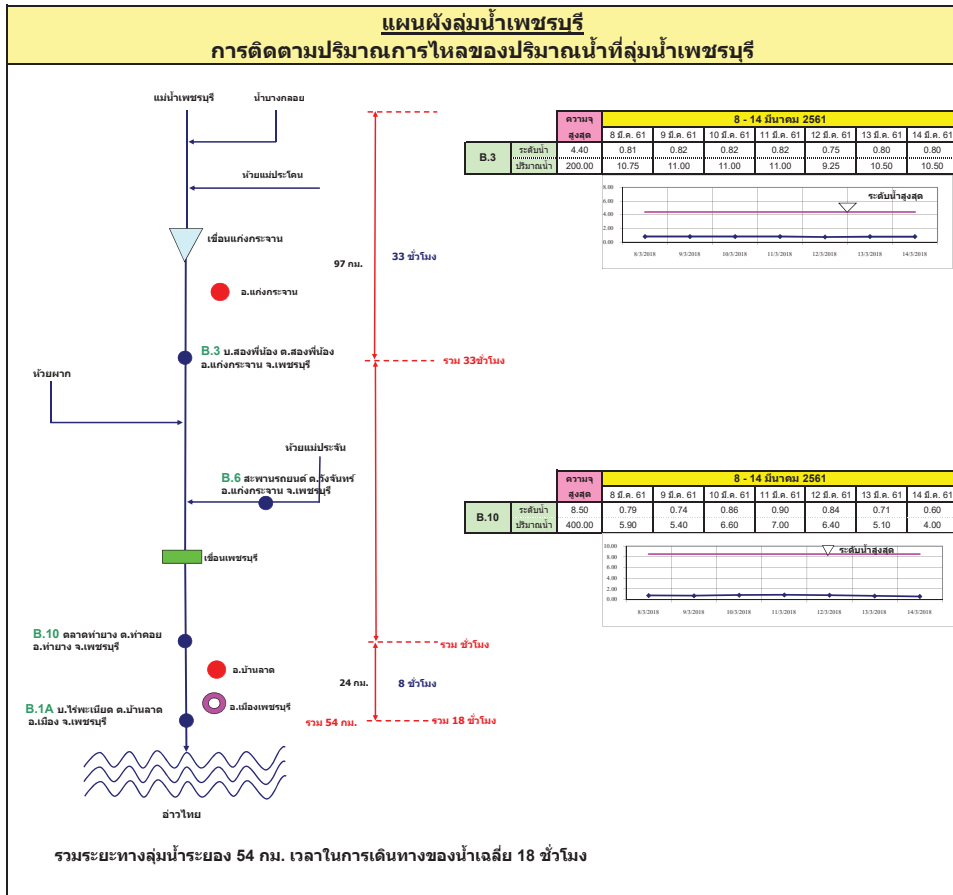 แผนผังลุ่มน้ำเพชรบุรี
การติดตามปริมาณการไหลของปริมาณน้ำที่ลุ่มน้ำเพชรบุรี
แม่น้ำเพชรบุรี
น้ำบางกลอย
ห้วยแม่ประโดน
เขื่อนแก่งกระจาน
97 กม.
33 ชั่วโมง
อ.แก่งกระจาน
B.3 บ.สองพี่น้อง ต.สองพี่น้อง
อ.แก่งกระจาน จ.เพชรบุรี
รวม 33ชั่วโมง
ห้วยผาก
ห้วยแม่ประจัน
B.6 สะพานรถยนต์ ต.วังจันทร์
อ.แก่งกระจาน จ.เพชรบุรี
เขื่อนเพชรบุรี
B.10 ตลาดท่ายาง ต.ท่าคอย
อ.ท่ายาง จ.เพชรบุรี
รวม ชั่วโมง
อ.บ้านลาด
24 กม.
8 ชั่วโมง
อ.เมืองเพชรบุรี
B.1A บ.ไร่พะเนียด ต.บ้านลาด
อ.เมือง จ.เพชรบุรี
รวม 54 กม.
รวม 18 ชั่วโมง
อ่าวไทย
รวมระยะทางลุ่มน้ำระยอง 54 กม. เวลาในการเดินทางของน้ำเฉลี่ย 18 ชั่วโมง
ความจุ 8 - 14 มีนาคม 2561
สูงสุด 8 มี.ค. 61 9 มี.ค. 61 10 มี.ค. 61 11 มี.ค. 61 12 มี.ค. 61 13 มี.ค. 61 14 มี.ค. 61
B.3 ระดับน้ำ 4.40 0.81 0.82 0.82 0.82 0.75 0.80 0.80
ปริมาณน้ำ 200.00 10.75 11.00 11.00 11.00 9.25 10.50 10.50
ระดับน้ำสูงสุด
8.00
6.00
4.00
2.00
0.00
8/3/2018 9/3/2018 10/3/2018 11/3/2018 12/3/2018 13/3/2018 14/3/2018
ความจุ 8 - 14 มีนาคม 2561
สูงสุด 8 มี.ค. 61 9 มี.ค. 61 10 มี.ค. 61 11 มี.ค. 61 12 มี.ค. 61 13 มี.ค. 61 14 มี.ค. 61
B.10 ระดับน้ำ 8.50 0.79 0.74 0.86 0.90 0.84 0.71 0.60
ปริมาณน้ำ 400.00 5.90 5.40 6.60 7.00 6.40 5.10 4.00
ระดับน้ำสูงสุด
10.00
8.00
6.00
4.00
2.00
0.00
8/3/2018 9/3/2018 10/3/2018 11/3/2018 12/3/2018 13/3/2018 14/3/2018